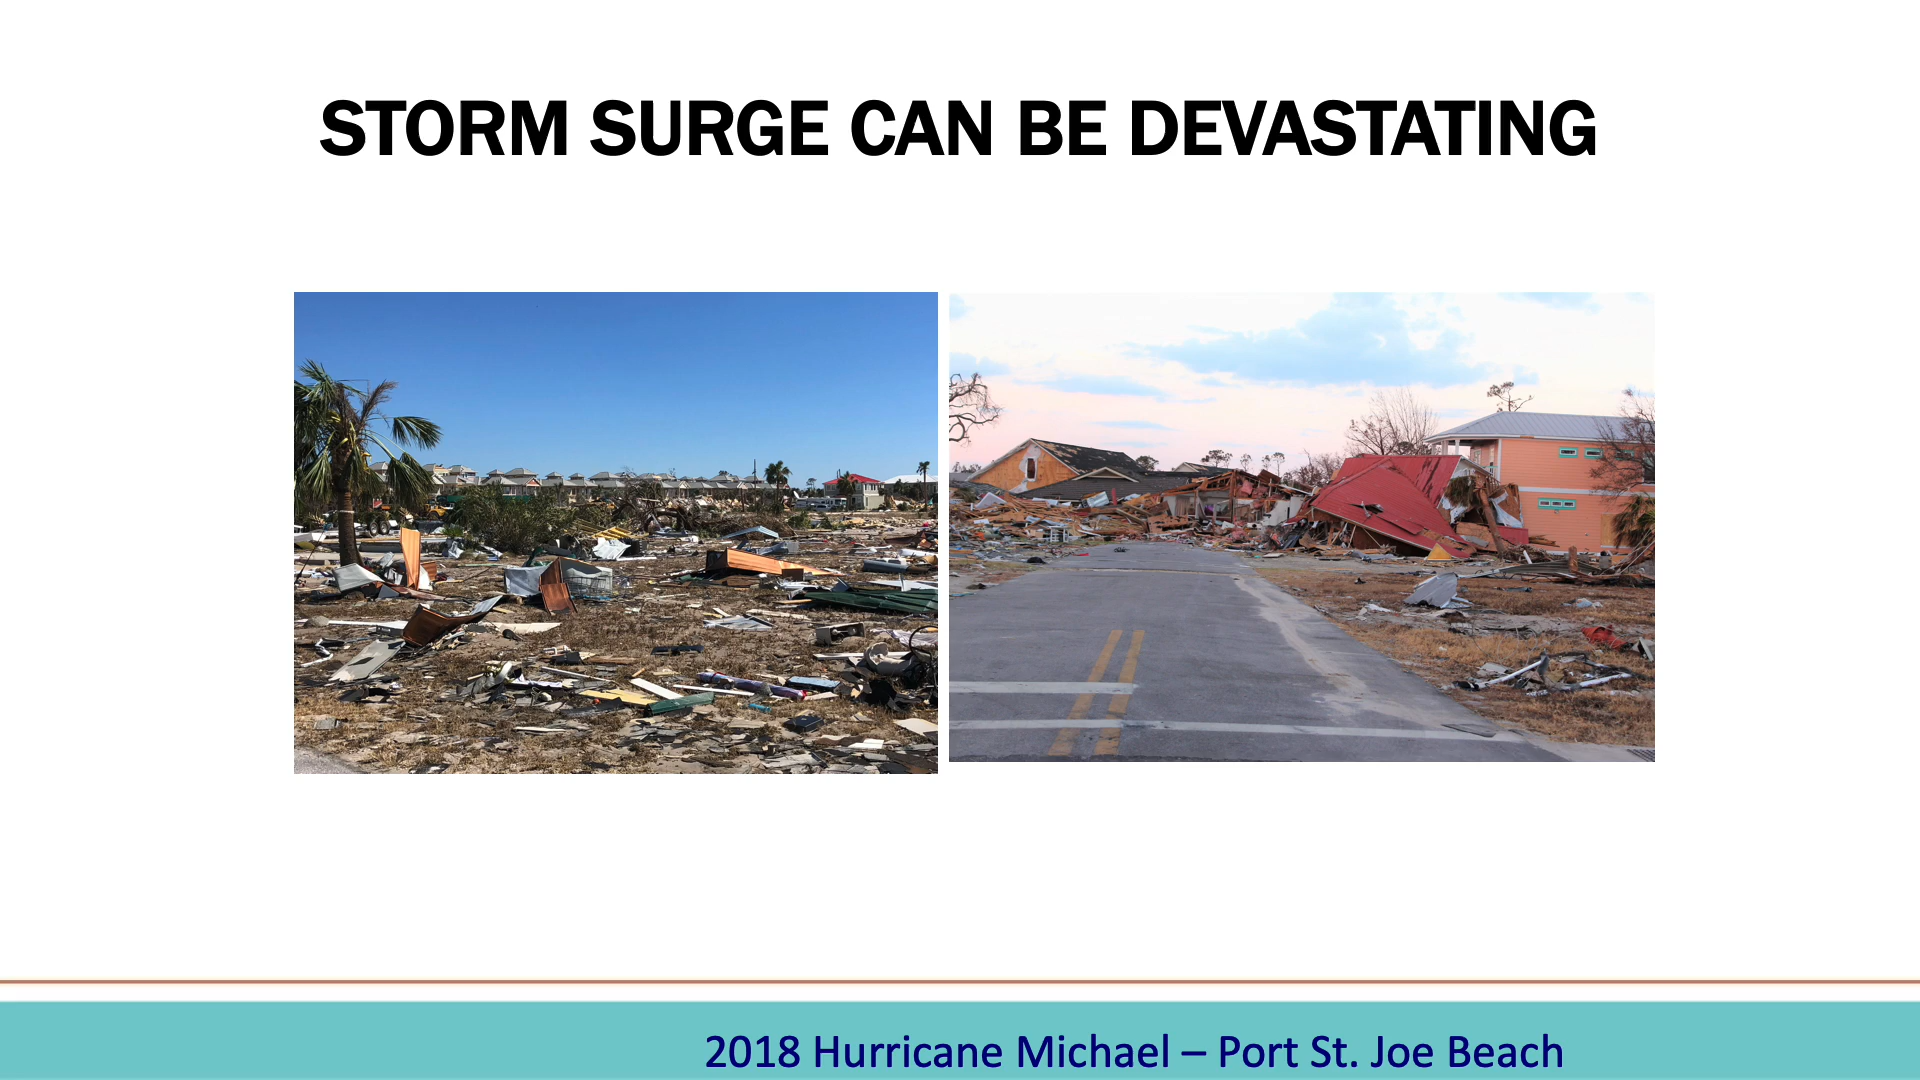 STORM SURGE CAN BE DEVASTATING
2018 Hurricane Michael – Port St. Joe Beach